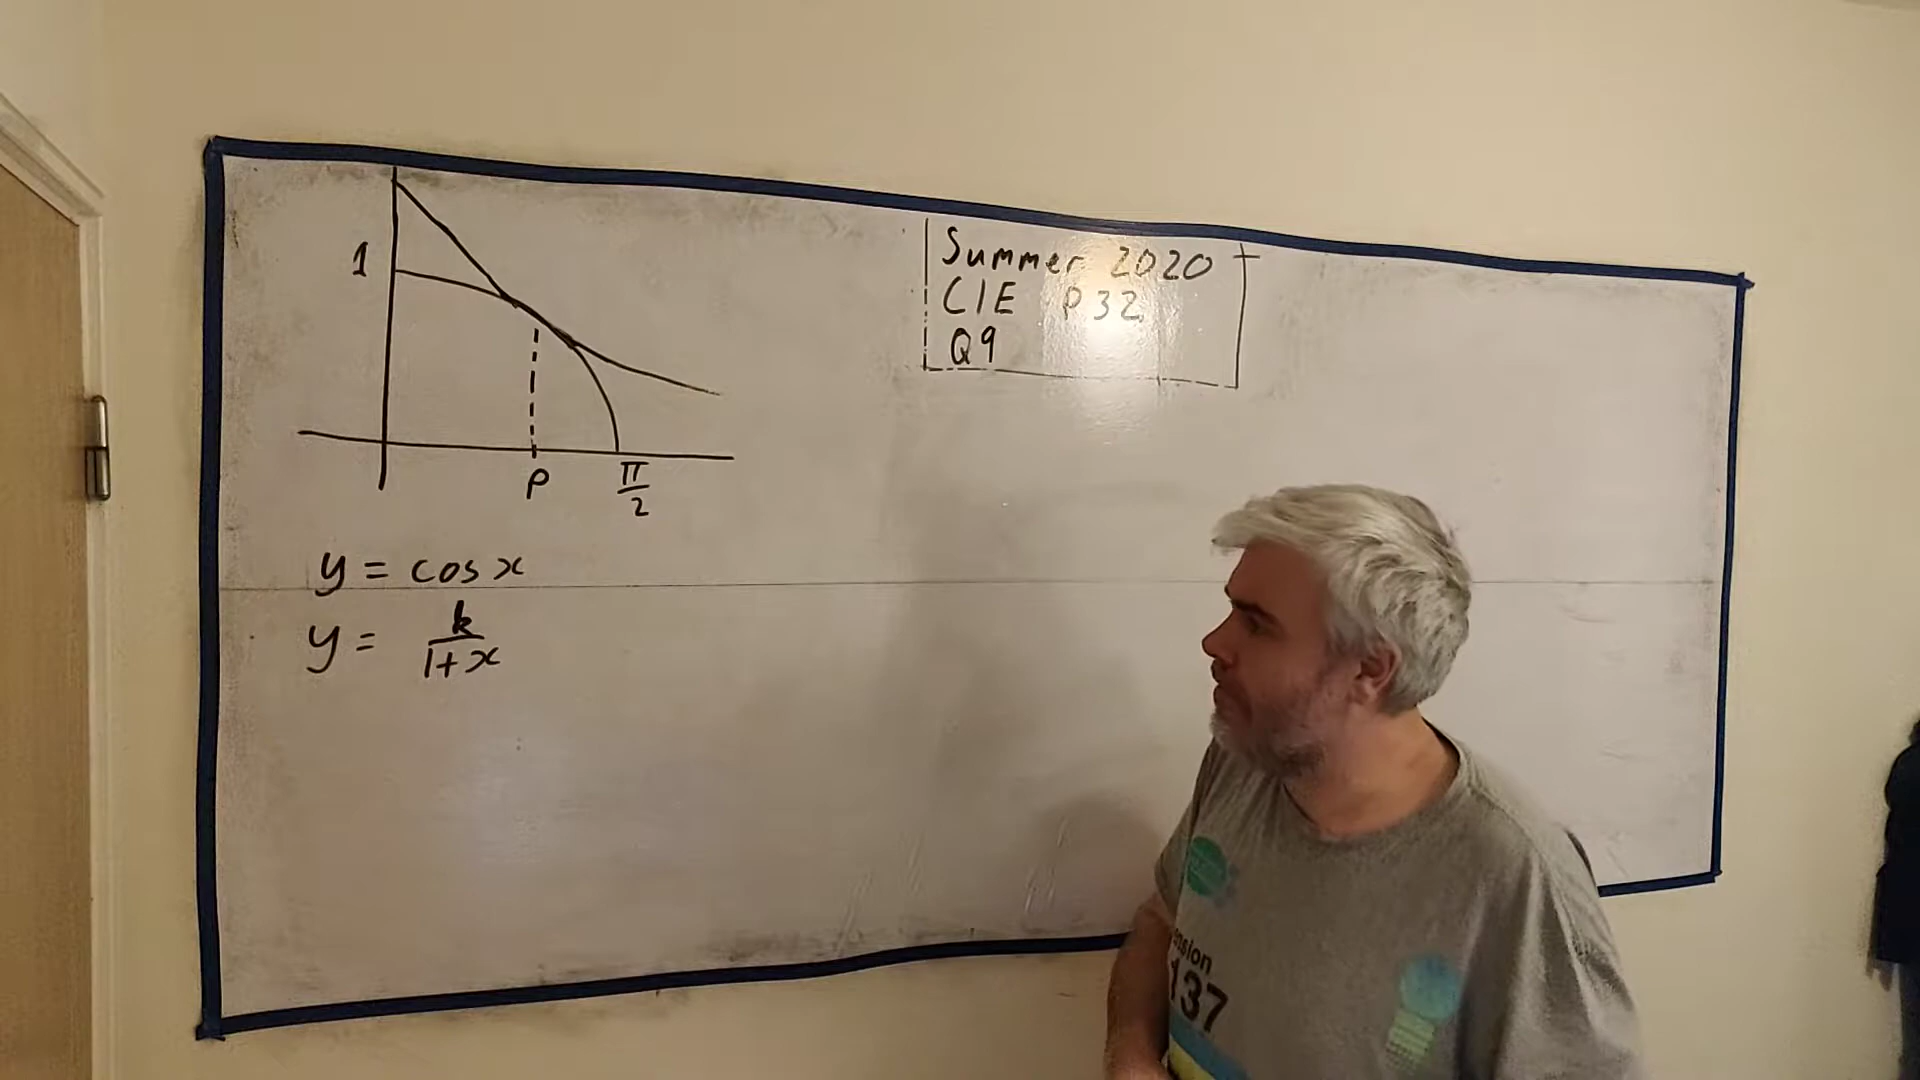 1
p
π/2
y = cos x
y = k/1+x
Summer 2020
CIE P32
Q9
137